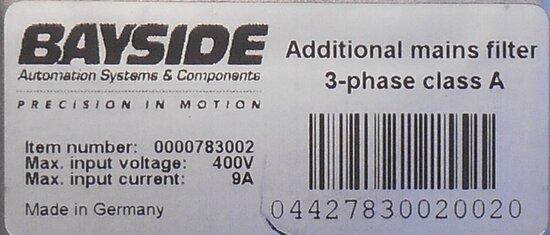 BAYSIDE
Automation Systems & Components
PRECISION IN MOTION
Item number: 0000783002
Max. input voltage: 400V
Max. input current: 9A
Made in Germany
Additional mains filter
3-phase class A
04427830020020